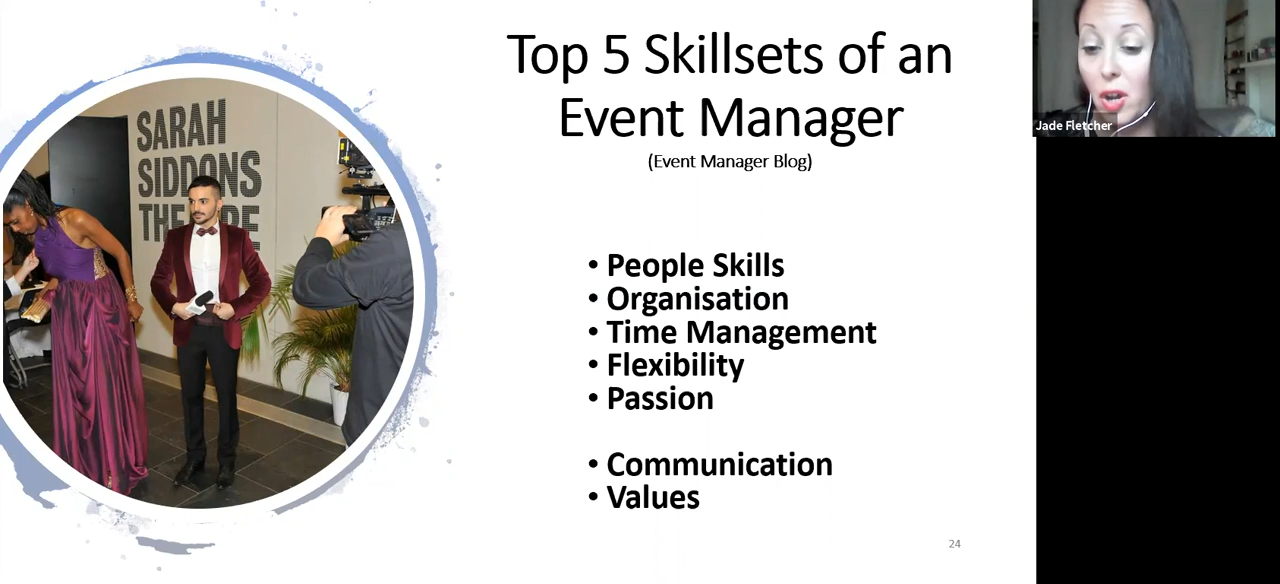 Top 5 Skillsets of an
Event Manager
(Event Manager Blog)
SARAH
SIDDONS
• People Skills
• Organisation
• Time Management
• Flexibility
• Passion
• Communication
• Values
24
Jade Fletcher